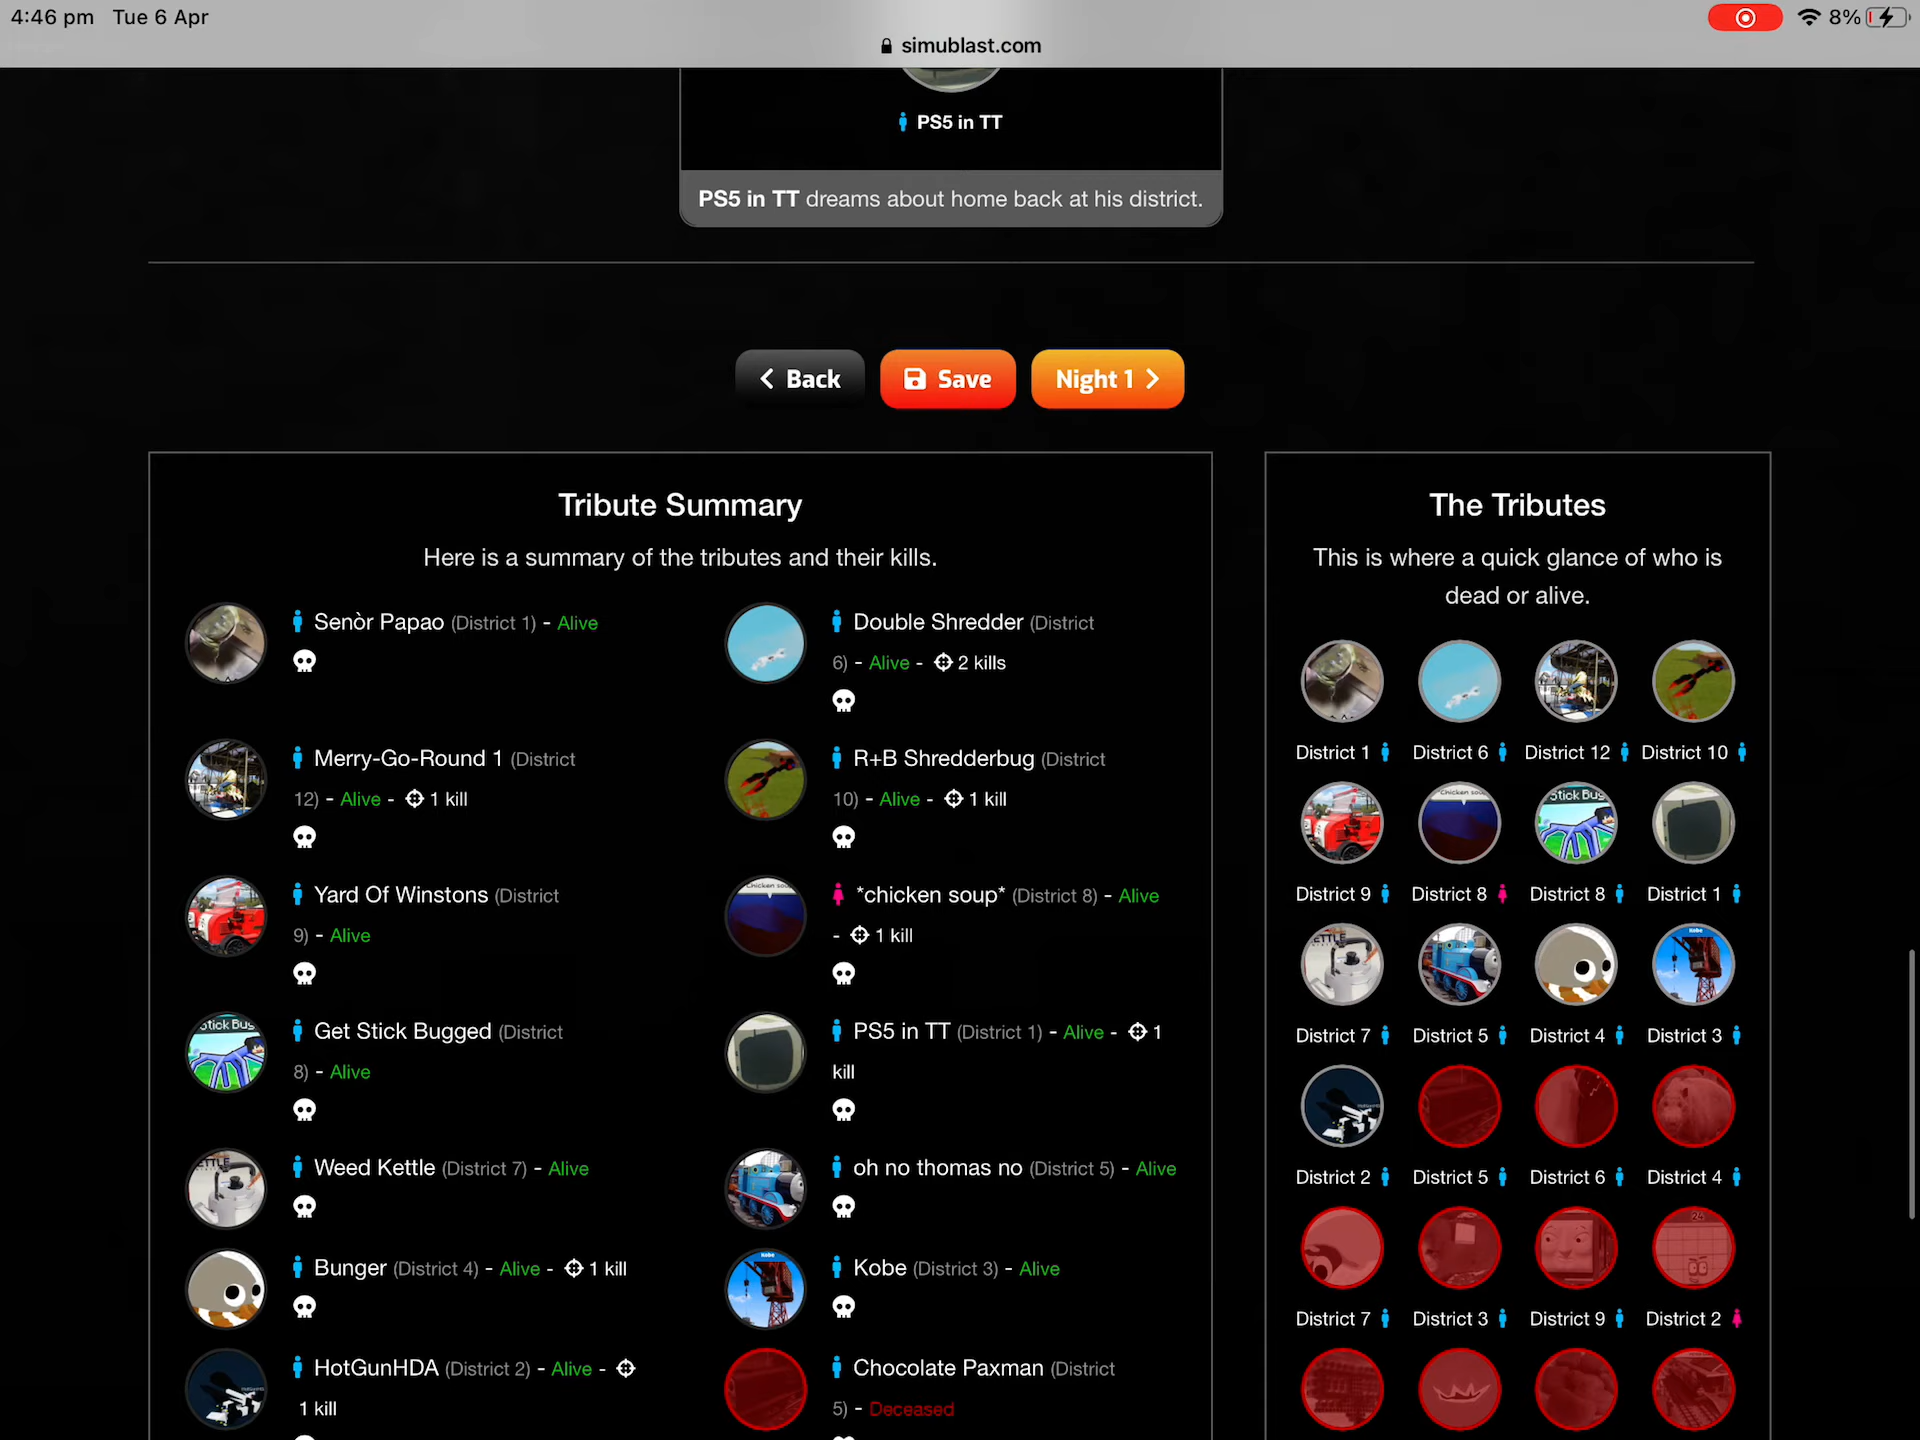 4:46 pm Tue 6 Apr
8%
simublast.com
PS5 in TT
PS5 in TT dreams about home back at his district.
Back
Save
Night 1
Tribute Summary
Here is a summary of the tributes and their kills.
Senòr Papao (District 1) - Alive
Double Shredder (District
6) - Alive - 2 kills
Merry-Go-Round 1 (District
12) - Alive - 1 kill
R+B Shredderbug (District
10) - Alive - 1 kill
Yard Of Winstons (District
9) - Alive
*chicken soup* (District 8) - Alive
- 1 kill
Get Stick Bugged (District
8) - Alive
PS5 in TT (District 1) - Alive - 1
kill
Weed Kettle (District 7) - Alive
oh no thomas no (District 5) - Alive
Bunger (District 4) - Alive - 1 kill
Kobe (District 3) - Alive
HotGunHDA (District 2) - Alive -
1 kill
Chocolate Paxman (District
5) - Deceased
The Tributes
This is where a quick glance of who is
dead or alive.
District 1 District 6 District 12 District 10
Chicken sou
Stick Bug
District 9 District 8 District 8 District 1
Kobe
District 7 District 5 District 4 District 3
District 2 District 5 District 6 District 4
24
District 7 District 3 District 9 District 2